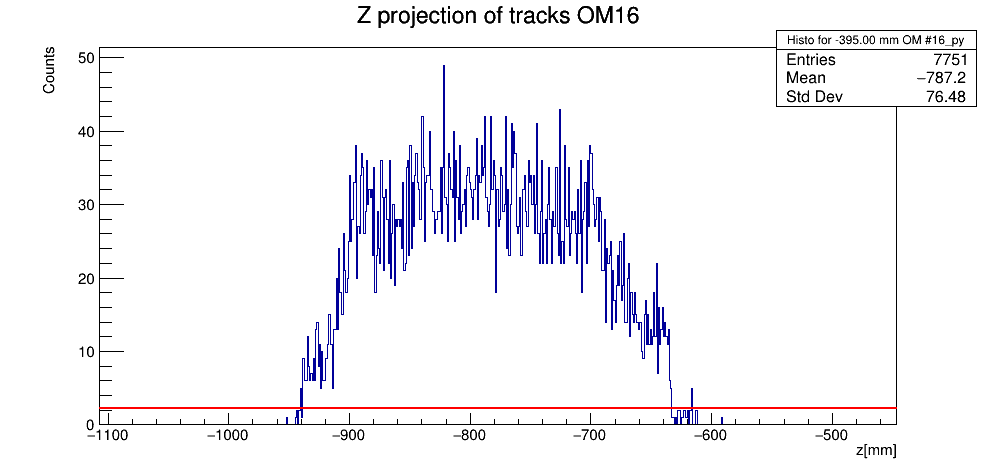 Z projection of tracks OM16
Histo for -395.00 mm OM #16_py
Entries 7751
Mean −787.2
Std Dev 76.48
Counts
50
40
30
20
10
0
−1100 −1000 −900 −800 −700 −600 −500
z[mm]